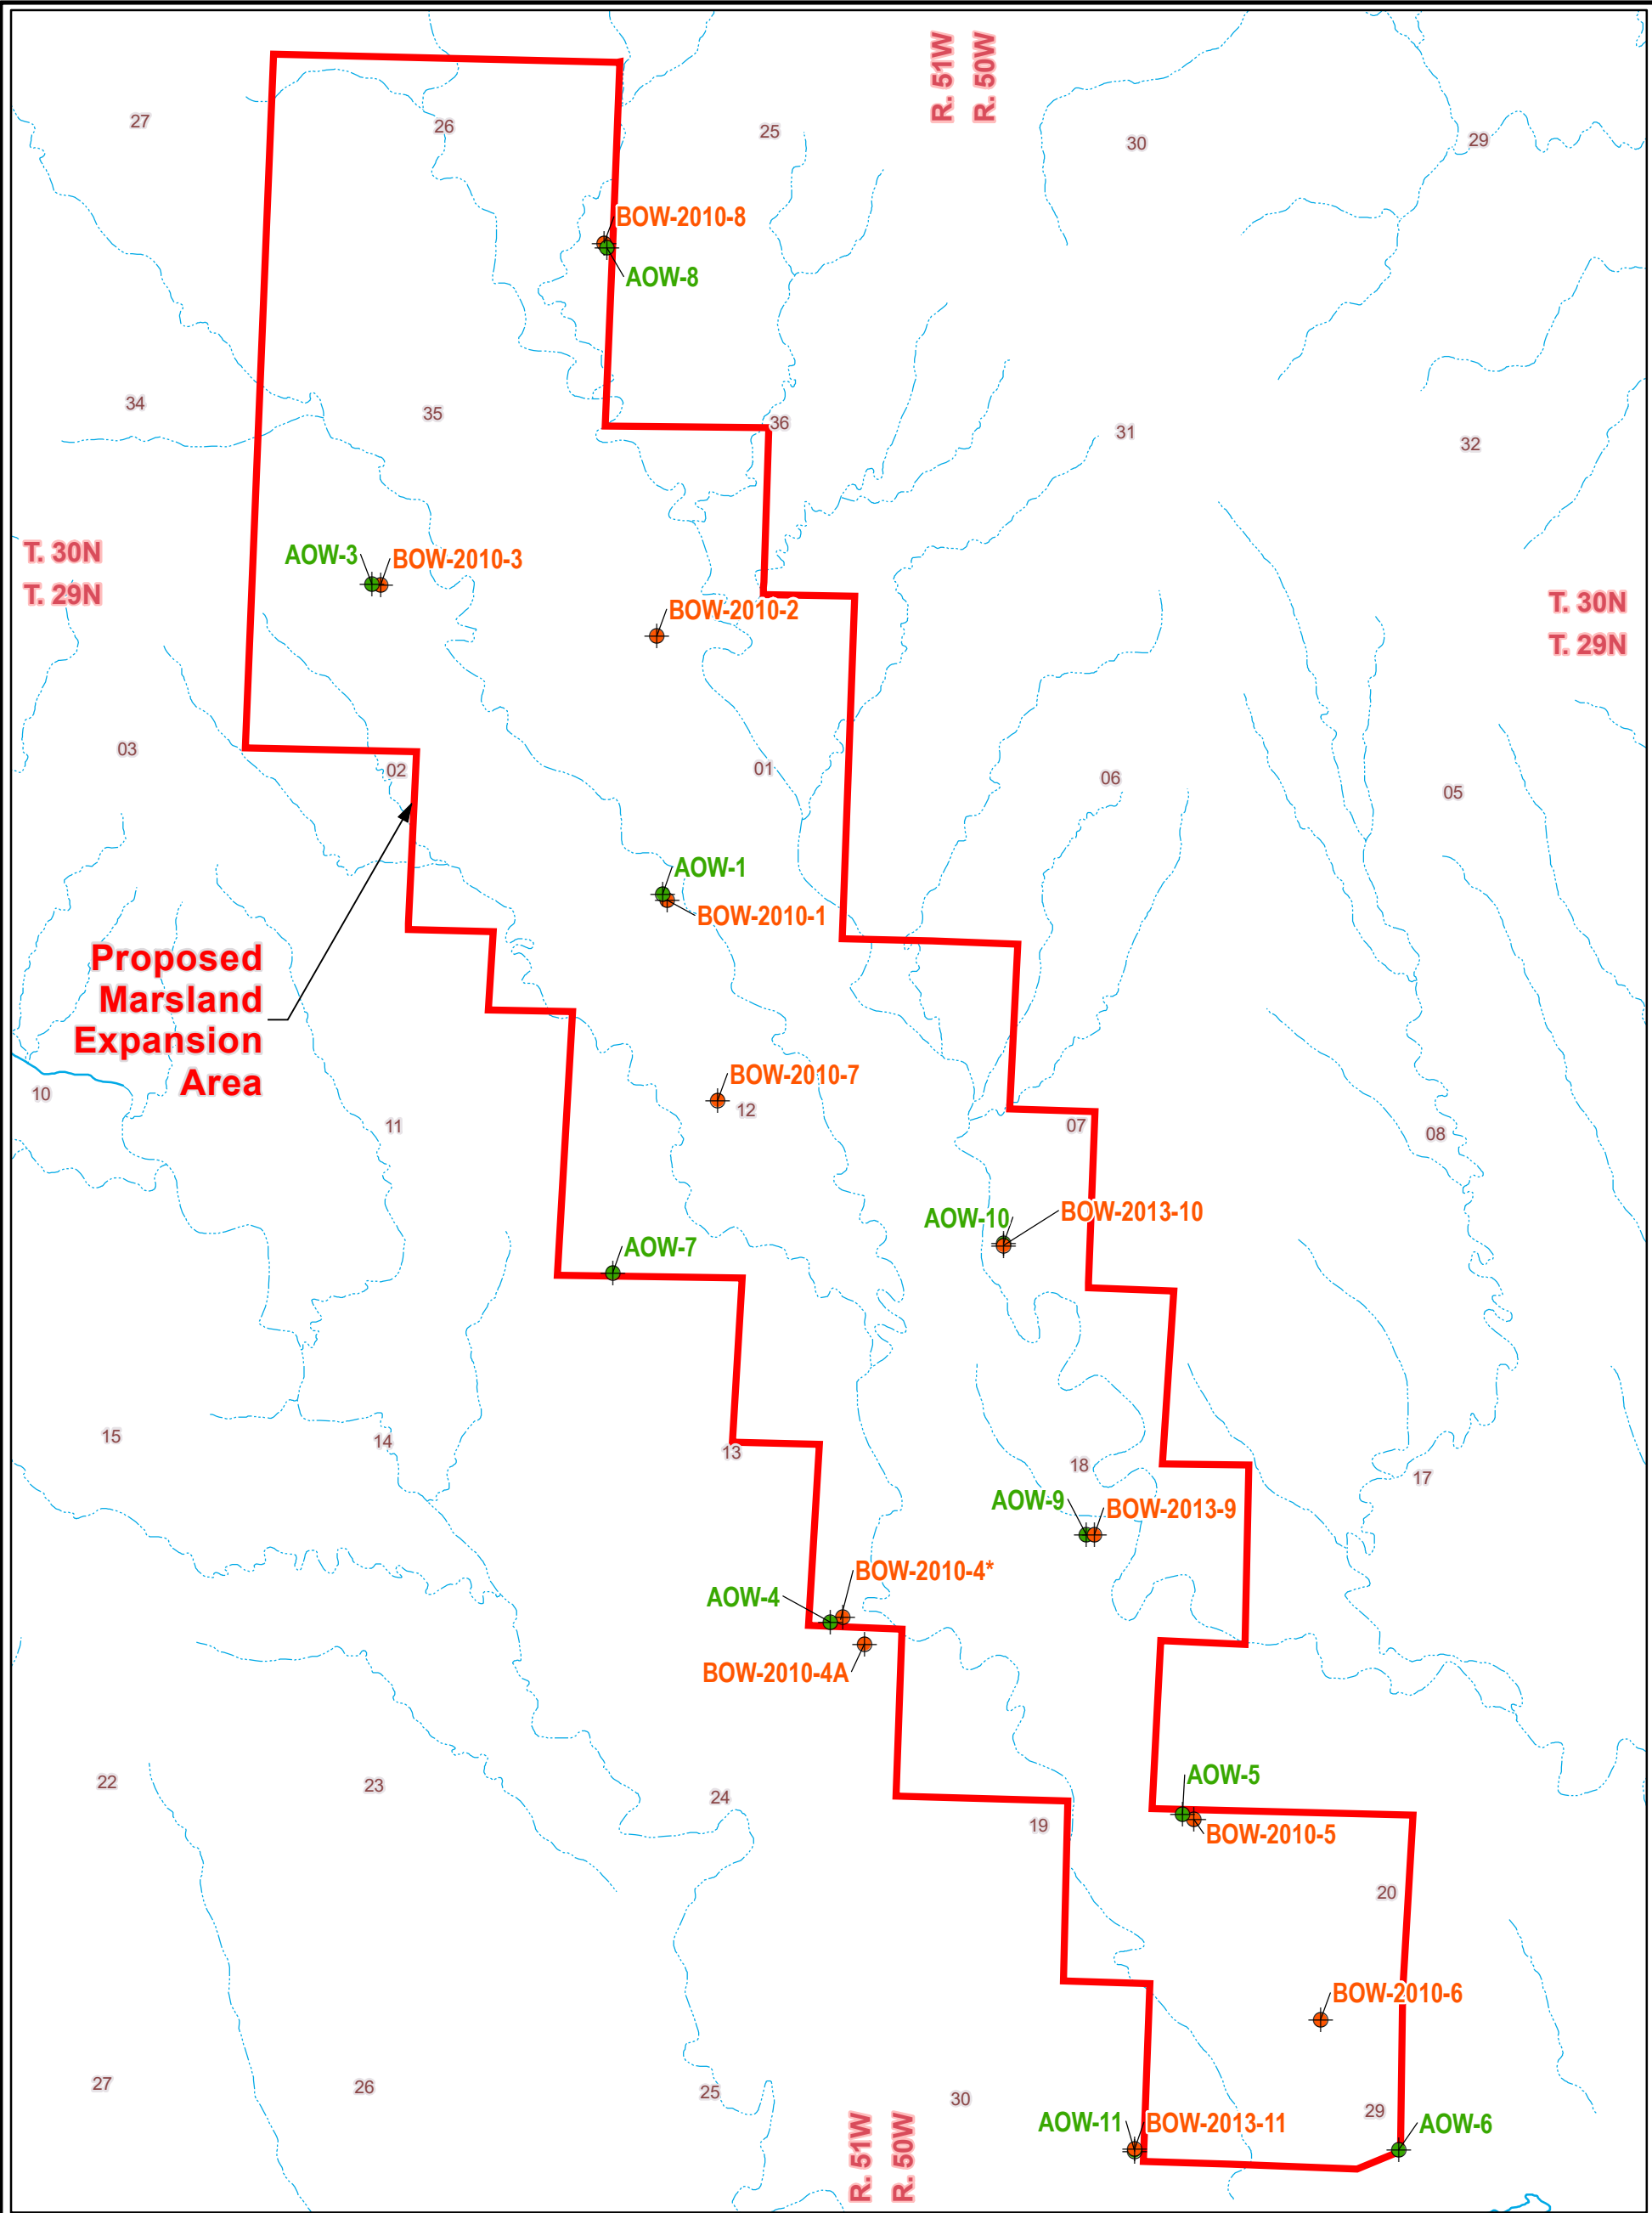 R. 51W
R. 50W
27
26
25
30
29
BOW-2010-8
AOW-8
34
35
36
31
32
T. 30N
T. 29N
AOW-3
BOW-2010-3
BOW-2010-2
T. 30N
T. 29N
03
02
01
06
05
AOW-1
BOW-2010-1
Proposed
Marsland
Expansion
Area
BOW-2010-7
10
11
12
07
08
AOW-10
BOW-2013-10
AOW-7
15
14
13
18
17
AOW-9
BOW-2013-9
BOW-2010-4*
AOW-4
BOW-2010-4A
22
23
24
19
AOW-5
BOW-2010-5
20
BOW-2010-6
27
26
25
30
29
AOW-11
BOW-2013-11
AOW-6
R. 51W
R. 50W